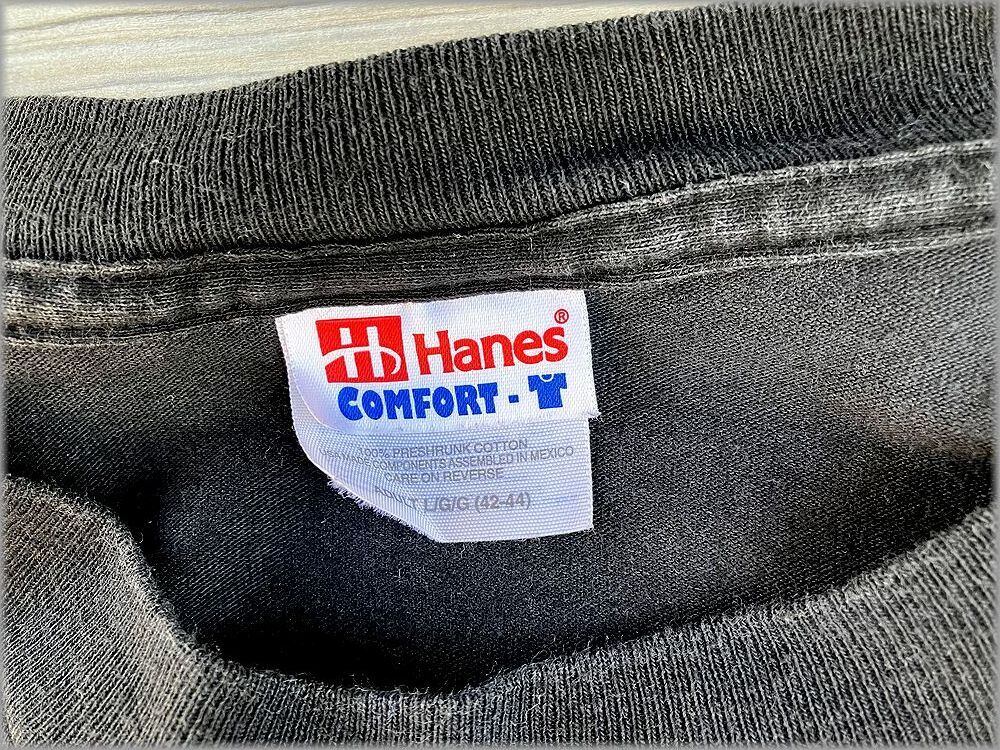 Hanes®
COMFORT-T
100% PRESHRUNK COTTON
COMPONENTS ASSEMBLED IN MEXICO
CARE ON REVERSE
L/G/G (42-44)